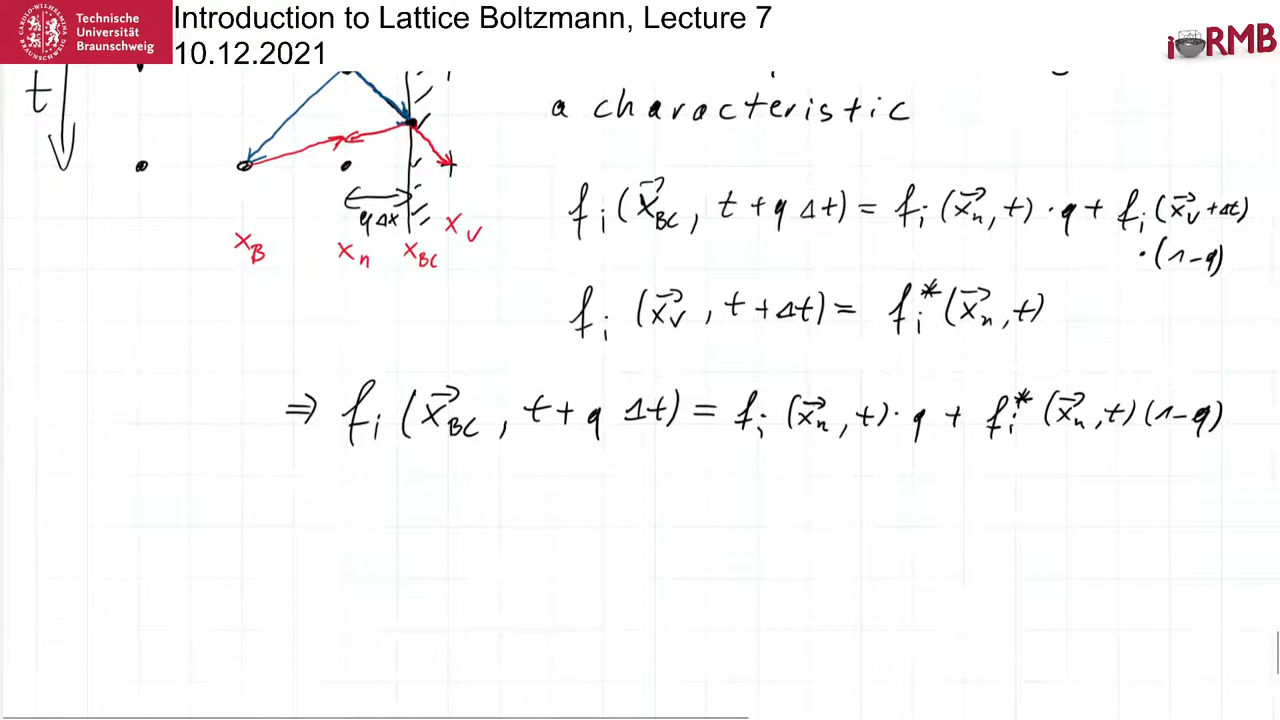 Technische
Universität
Braunschweig
Introduction to Lattice Boltzmann, Lecture 7
10.12.2021
iRMB
t
a characteristic
q Δx
x_B x_n x_BC x_v
f_i (x⃗_BC, t + q Δt) = f_i (x⃗_n, t) · q + f_i (x⃗_v + Δt)
· (1-q)
f_i (x⃗_v, t + Δt) = f_i* (x⃗_n, t)
⇒ f_i (x⃗_BC, t + q Δt) = f_i (x⃗_n, t) · q + f_i* (x⃗_n, t) (1-q)